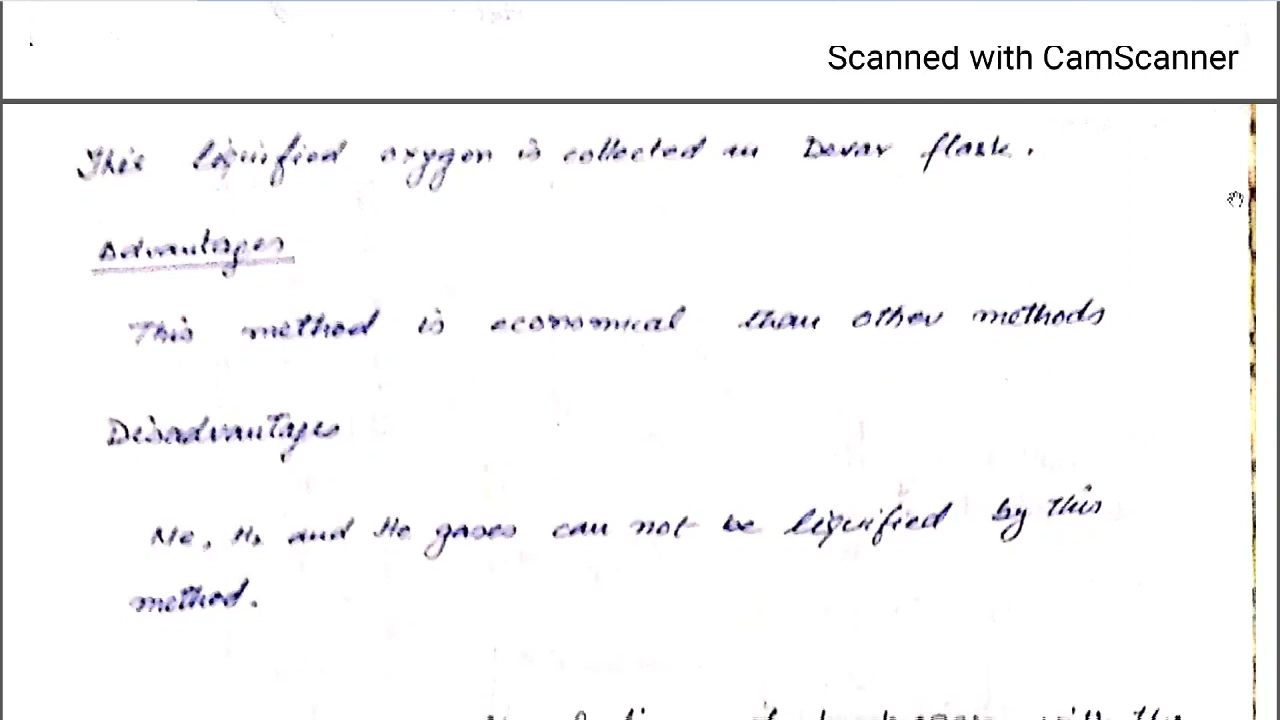 Scanned with CamScanner
This liquified oxygen is collected in Devar flask.
Advantages
This method is economical than other methods
Disadvantages
Ne, H₂ and He gases can not be liquified by this
method.